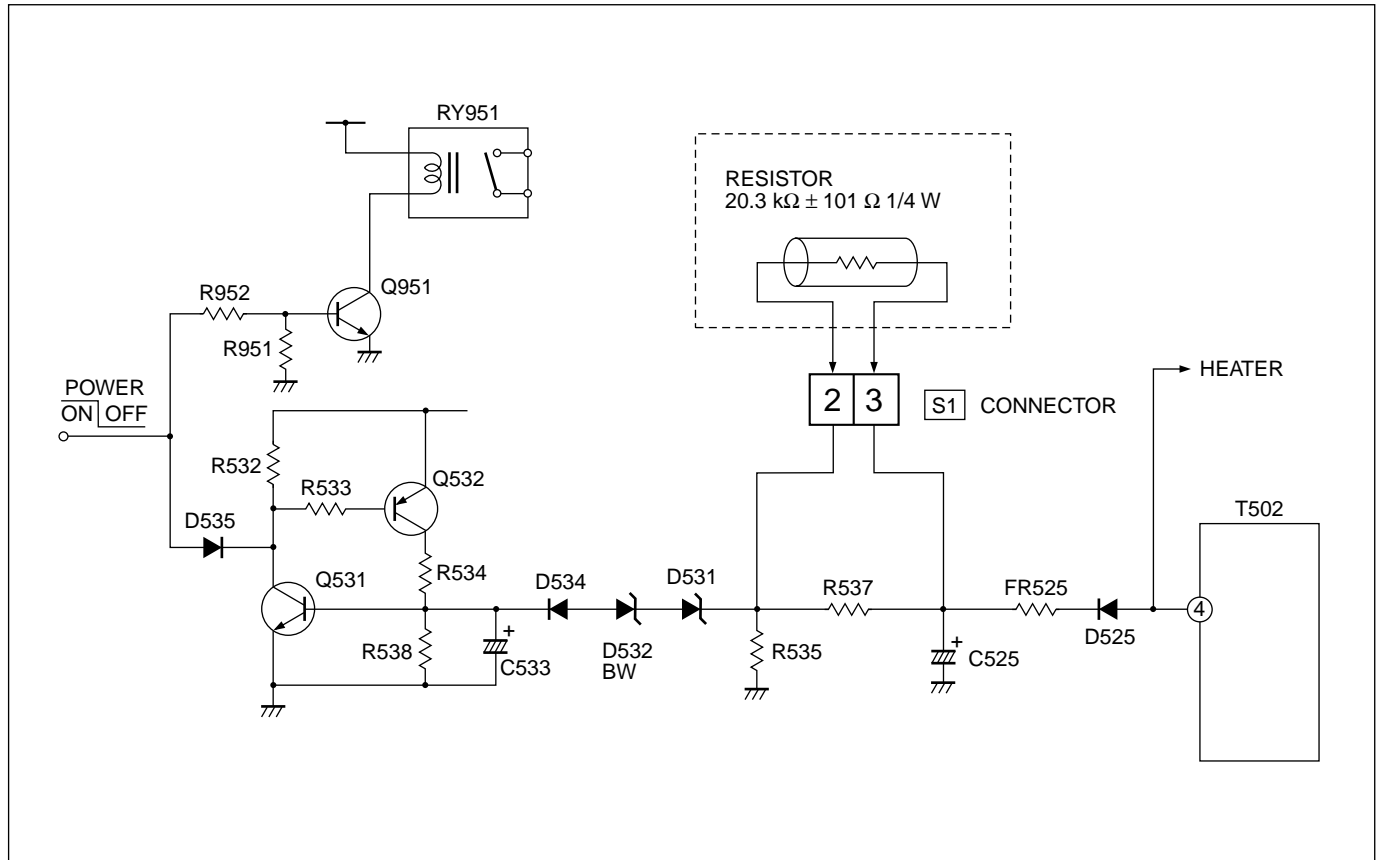 RY951
RESISTOR
20.3 kΩ ± 101 Ω 1/4 W
R952
Q951
R951
POWER
ON OFF
HEATER
2 3 S1 CONNECTOR
R532
R533
Q532
T502
D535
Q531
R534
D534
D531
R537
FR525
4
R538
C533
+
D532
BW
R535
+
C525
D525